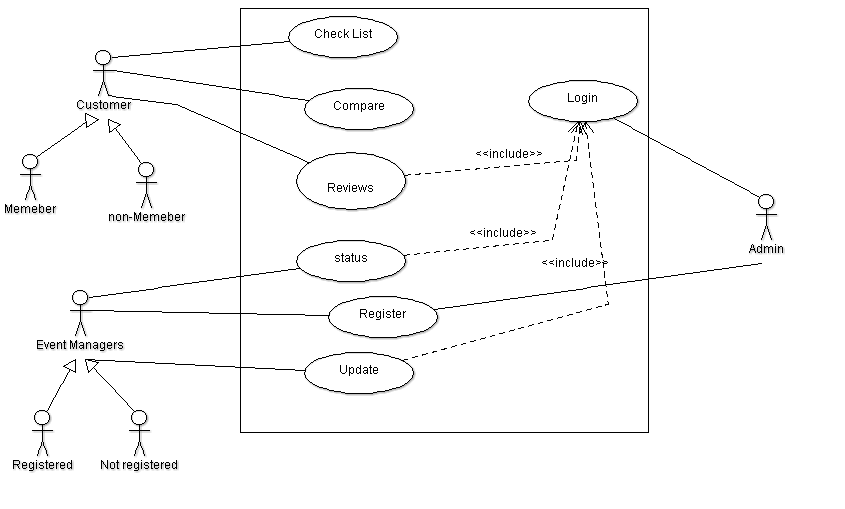 Check List
Customer
Compare
Login
<<include>>
Memeber
non-Memeber
Reviews
<<include>>
Admin
status
<<include>>
Event Managers
Register
Update
Registered
Not registered